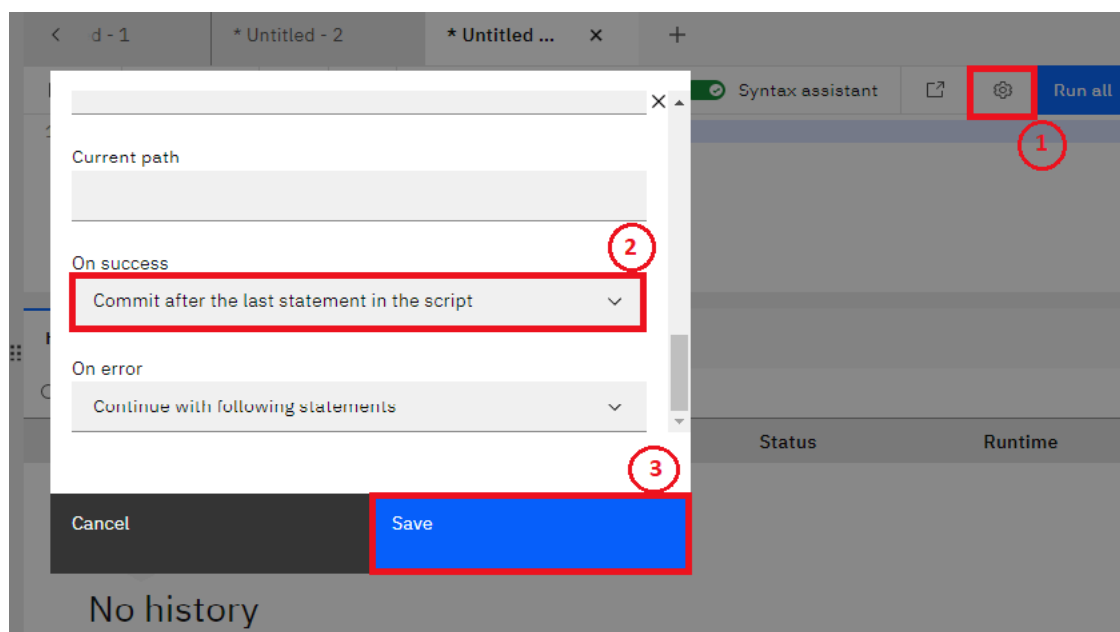 d - 1
* Untitled - 2
* Untitled ...
Syntax assistant
Run all
1
Current path
2
On success
Commit after the last statement in the script
On error
Continue with following statements
Status
Runtime
3
Cancel
Save
No history